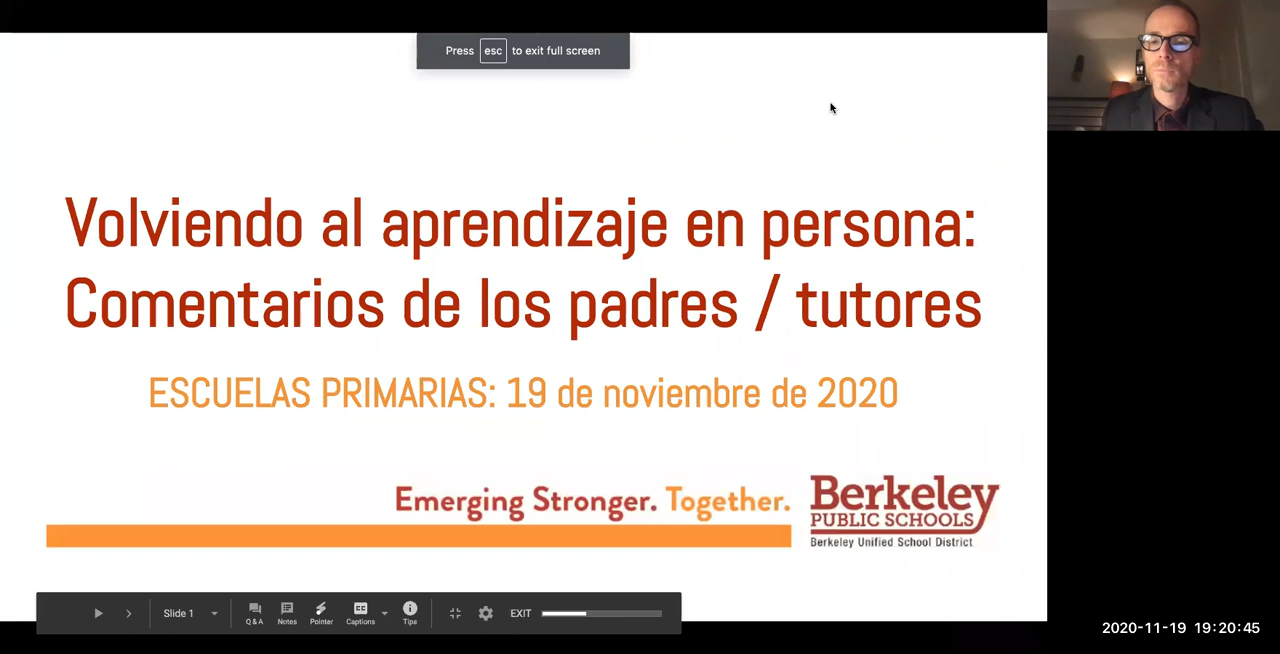 Press esc to exit full screen
Volviendo al aprendizaje en persona:
Comentarios de los padres / tutores
ESCUELAS PRIMARIAS: 19 de noviembre de 2020
Emerging Stronger. Together.
Berkeley
PUBLIC SCHOOLS
Berkeley Unified School District
Slide 1
Q & A
Notes
Pointer
CC
Captions
Tips
EXIT
2020-11-19 19:20:45